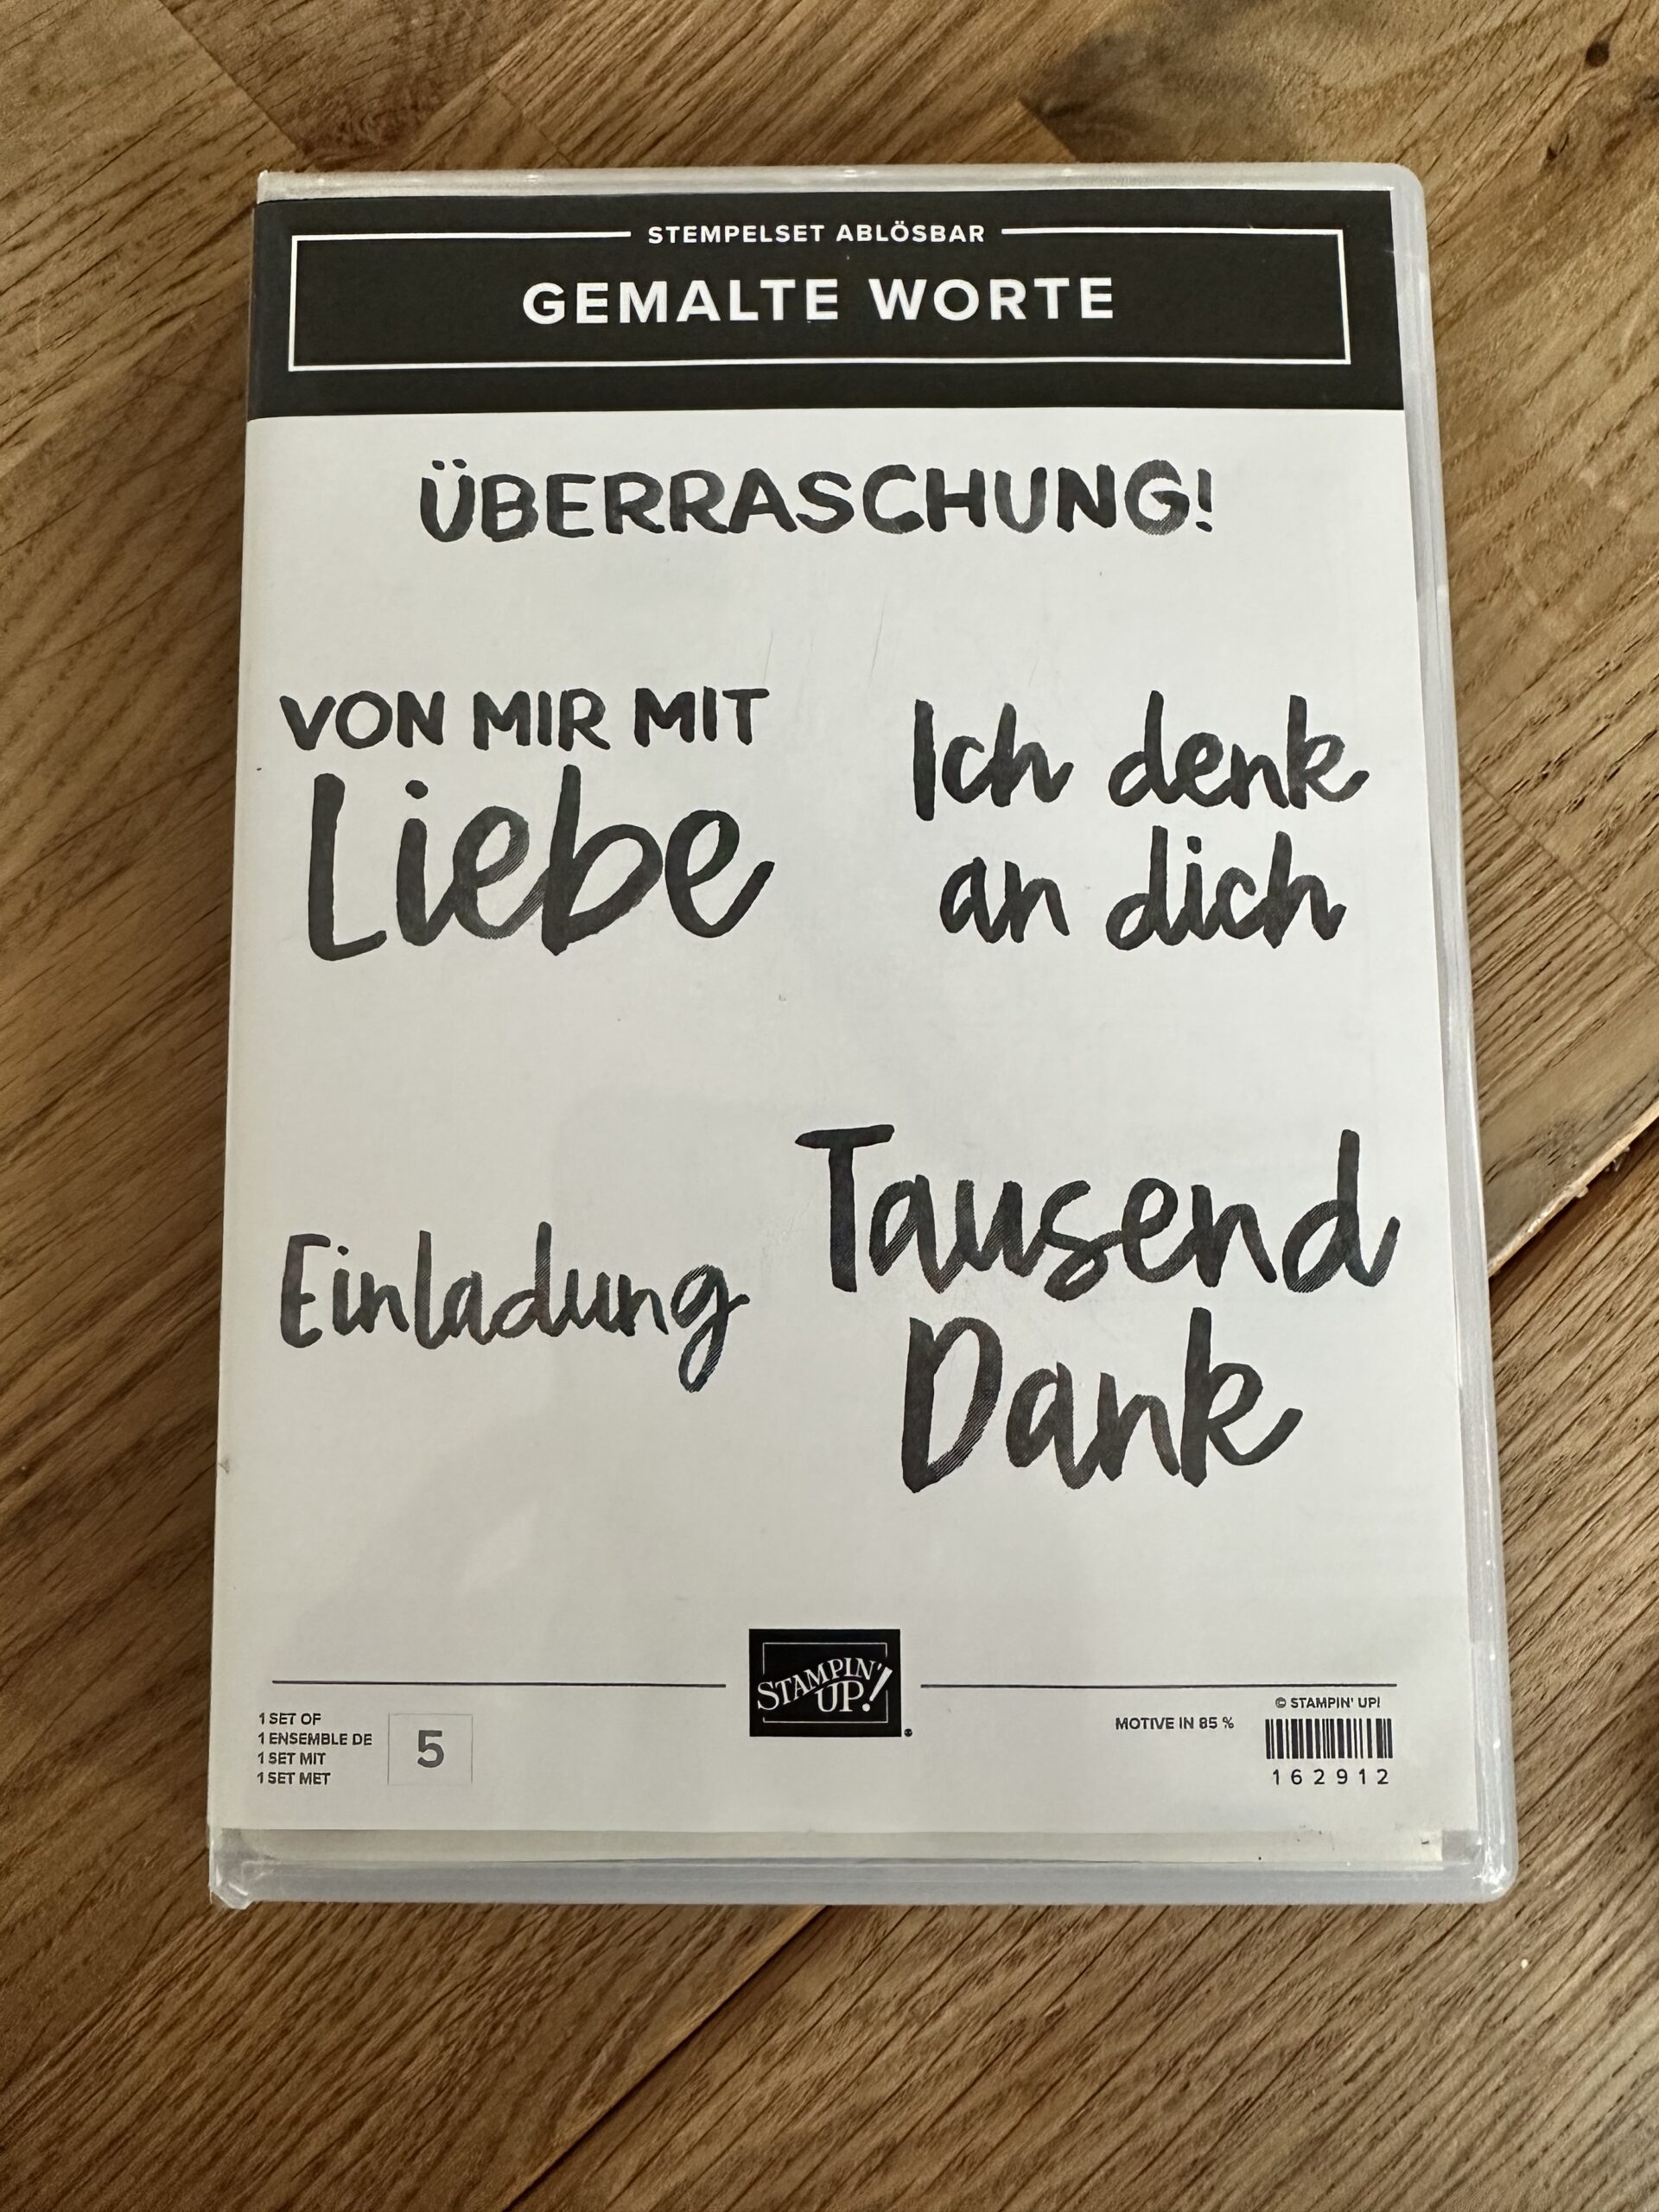 STEMPELSET ABLÖSBAR
GEMALTE WORTE
ÜBERRASCHUNG!
VON MIR MIT
Liebe
Ich denk
an dich
Einladung
Tausend
Dank
STAMPIN'
UP!
1 SET OF
1 ENSEMBLE DE
1 SET MIT
1 SET MET
5
MOTIVE IN 85 %
© STAMPIN' UP!
162912